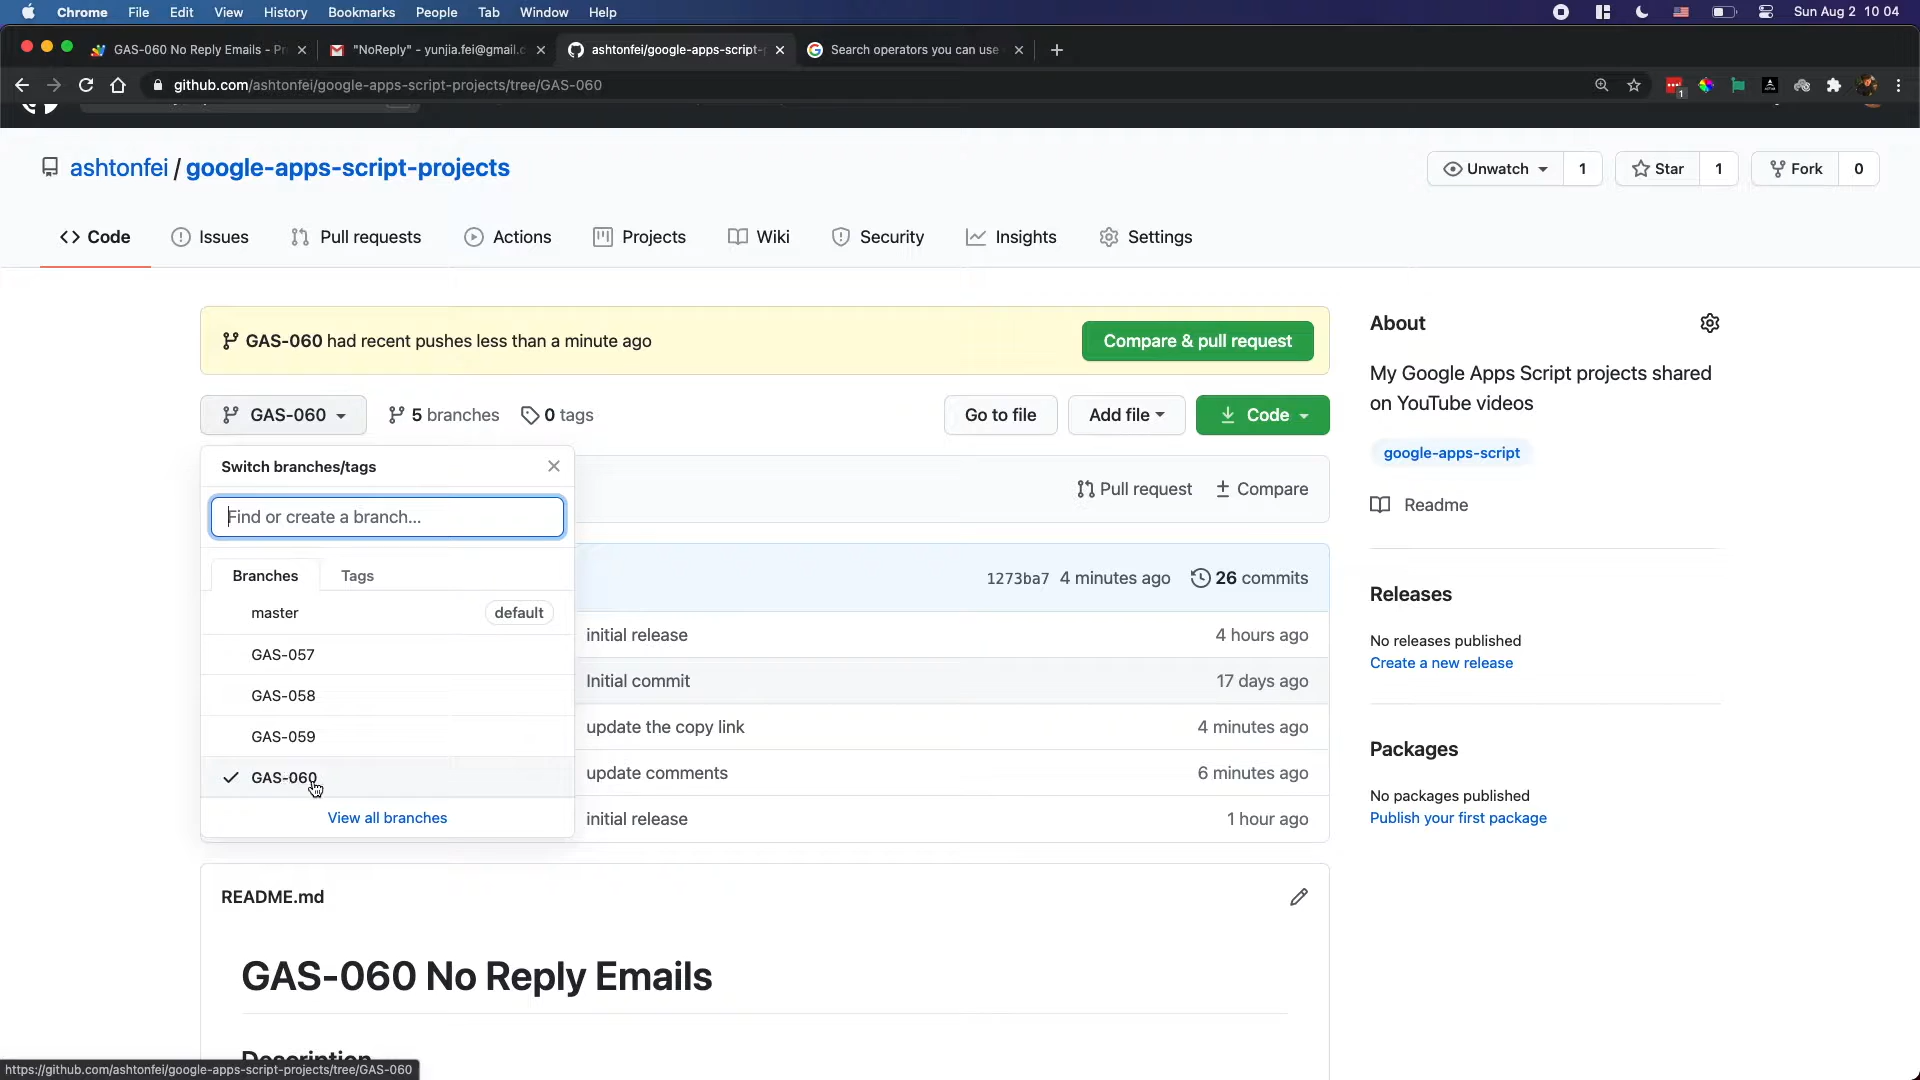 Chrome File Edit View History Bookmarks People Tab Window Help Sun Aug 2 10 04
GAS-060 No Reply Emails - Pr "NoReply" - yunjia.fei@gmail.c ashtonfei/google-apps-script- Search operators you can use
github.com/ashtonfei/google-apps-script-projects/tree/GAS-060 1
ashtonfei / google-apps-script-projects Unwatch 1 Star 1 Fork 0
Code Issues Pull requests Actions Projects Wiki Security Insights Settings
GAS-060 had recent pushes less than a minute ago Compare & pull request
GAS-060 5 branches 0 tags Go to file Add file Code
Switch branches/tags
Find or create a branch...
Pull request Compare
Branches Tags
1273ba7 4 minutes ago 26 commits
master default
initial release 4 hours ago
GAS-057
Initial commit 17 days ago
GAS-058
update the copy link 4 minutes ago
GAS-059
update comments 6 minutes ago
GAS-060
View all branches
initial release 1 hour ago
About
My Google Apps Script projects shared
on YouTube videos
google-apps-script
Readme
Releases
No releases published
Create a new release
Packages
No packages published
Publish your first package
README.md
GAS-060 No Reply Emails
Description
https://github.com/ashtonfei/google-apps-script-projects/tree/GAS-060